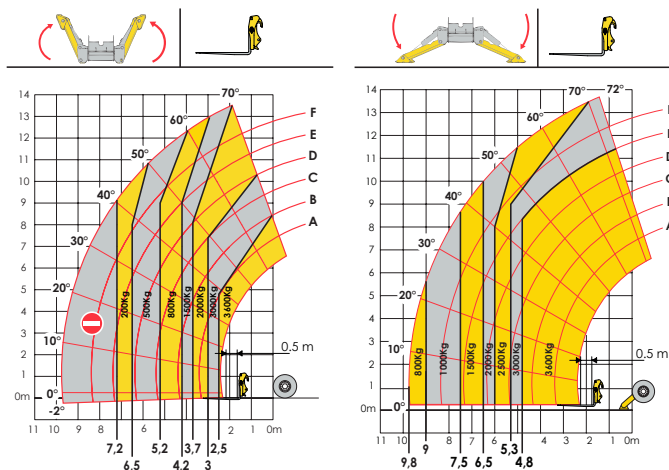 70°
60°
50°
40°
30°
20°
10°
0°
-2°
F
E
D
C
B
A
14
13
12
11
10
9
8
7
6
5
4
3
2
1
0m
200Kg
500Kg
800Kg
1500Kg
2000Kg
3000Kg
3600Kg
0.5 m
11 10 9 8 7 6 5 4 3 2 1 0m
7,2
6.5
5,2
4.2
3,7
3
2,5
72°
70°
60°
50°
40°
30°
20°
10°
0°
D
14
13
12
11
10
9
8
7
6
5
4
3
2
1
0m
800Kg
1000Kg
1500Kg
2000Kg
2500Kg
3000Kg
3600Kg
0.5 m
11 10 8 7 6 5 4 3 2 1 0m
9,8
9
7,5
6,5
5,3
4,8